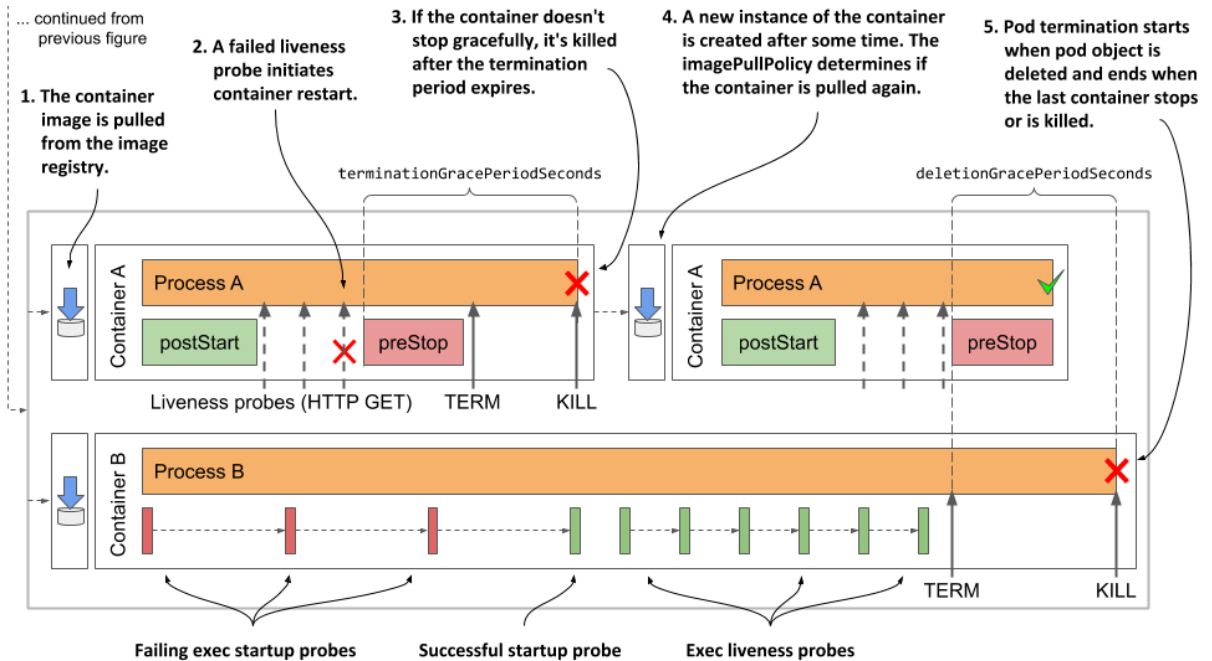 ... continued from
previous figure
1. The container
image is pulled
from the image
registry.
2. A failed liveness
probe initiates
container restart.
3. If the container doesn't
stop gracefully, it's killed
after the termination
period expires.
4. A new instance of the container
is created after some time. The
imagePullPolicy determines if
the container is pulled again.
5. Pod termination starts
when pod object is
deleted and ends when
the last container stops
or is killed.
terminationGracePeriodSeconds
deletionGracePeriodSeconds
Container A
Process A
postStart
preStop
Liveness probes (HTTP GET)
TERM
KILL
Container A
Process A
postStart
preStop
Container B
Process B
TERM
KILL
Failing exec startup probes
Successful startup probe
Exec liveness probes